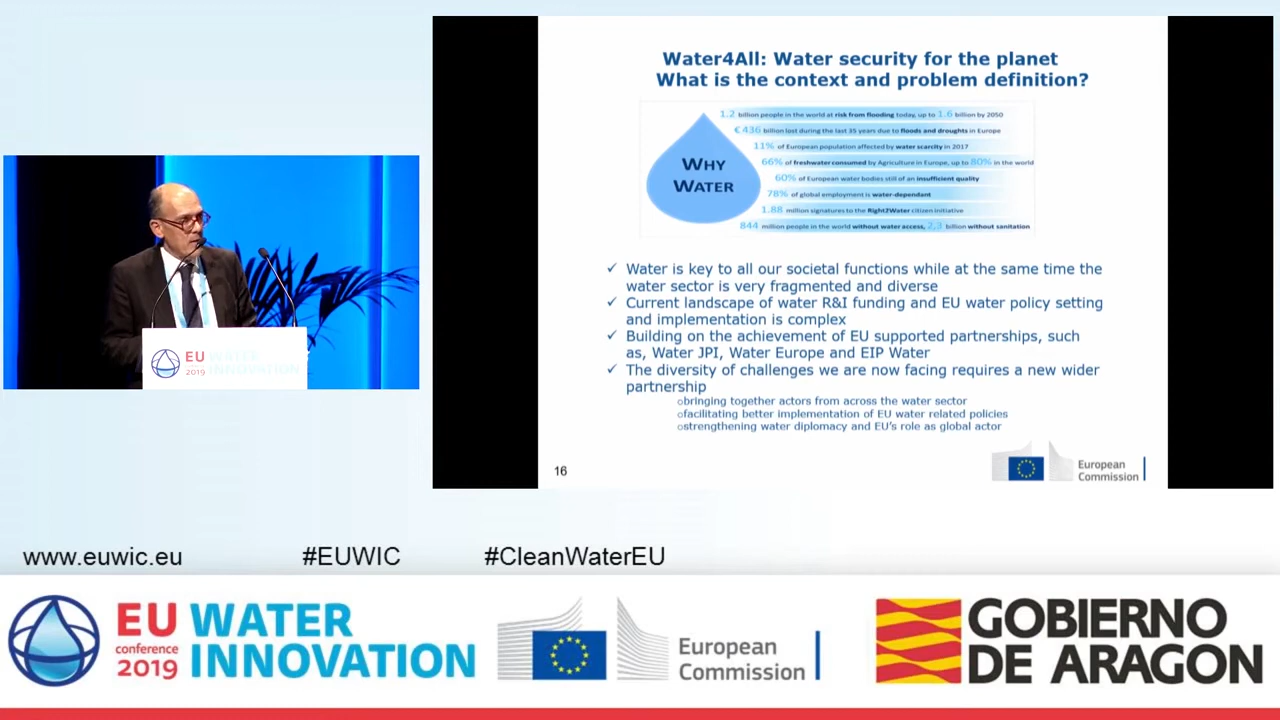 Water4All: Water security for the planet
What is the context and problem definition?
WHY
WATER
1.2 billion people in the world at risk from flooding today, up to 1.6 billion by 2050
€436 billion lost during the last 35 years due to floods and droughts in Europe
11% of European population affected by water scarcity in 2017
66% of freshwater consumed by Agriculture in Europe, up to 80% in the world
60% of European water bodies still of an insufficient quality
78% of global employment is water-dependant
1.88 million signatures to the Right2Water citizen initiative
844 million people in the world without water access, 2,3 billion without sanitation
✓ Water is key to all our societal functions while at the same time the
water sector is very fragmented and diverse
✓ Current landscape of water R&I funding and EU water policy setting
and implementation is complex
✓ Building on the achievement of EU supported partnerships, such
as, Water JPI, Water Europe and EIP Water
✓ The diversity of challenges we are now facing requires a new wider
partnership
obringing together actors from across the water sector
ofacilitating better implementation of EU water related policies
ostrengthening water diplomacy and EU's role as global actor
16
European
Commission
EU WATER
2019 INNOVATION
www.euwic.eu #EUWIC #CleanWaterEU
EU WATER
conference
2019 INNOVATION
European
Commission
GOBIERNO
DE ARAGON